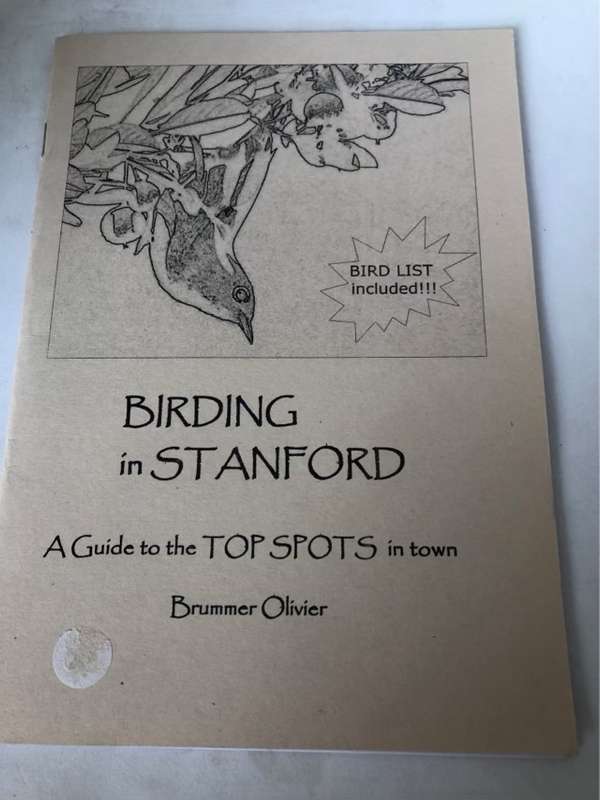 BIRD LIST
included!!!
BIRDING
in STANFORD
A Guide to the TOP SPOTS in town
Brummer Olivier